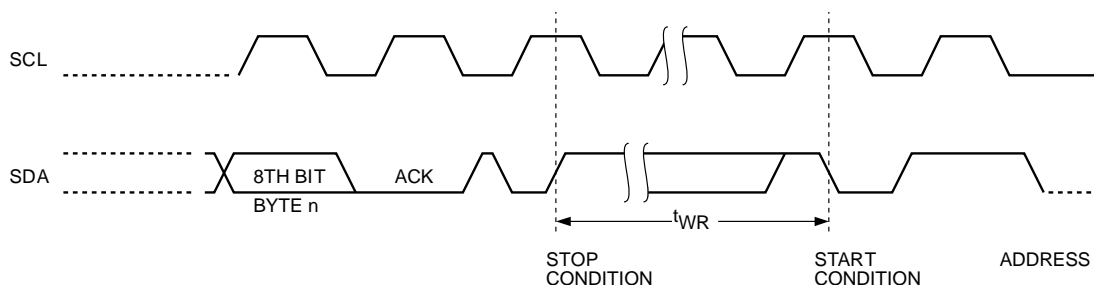 SCL
SDA
8TH BIT
ACK
BYTE n
tWR
STOP
CONDITION
START
CONDITION
ADDRESS